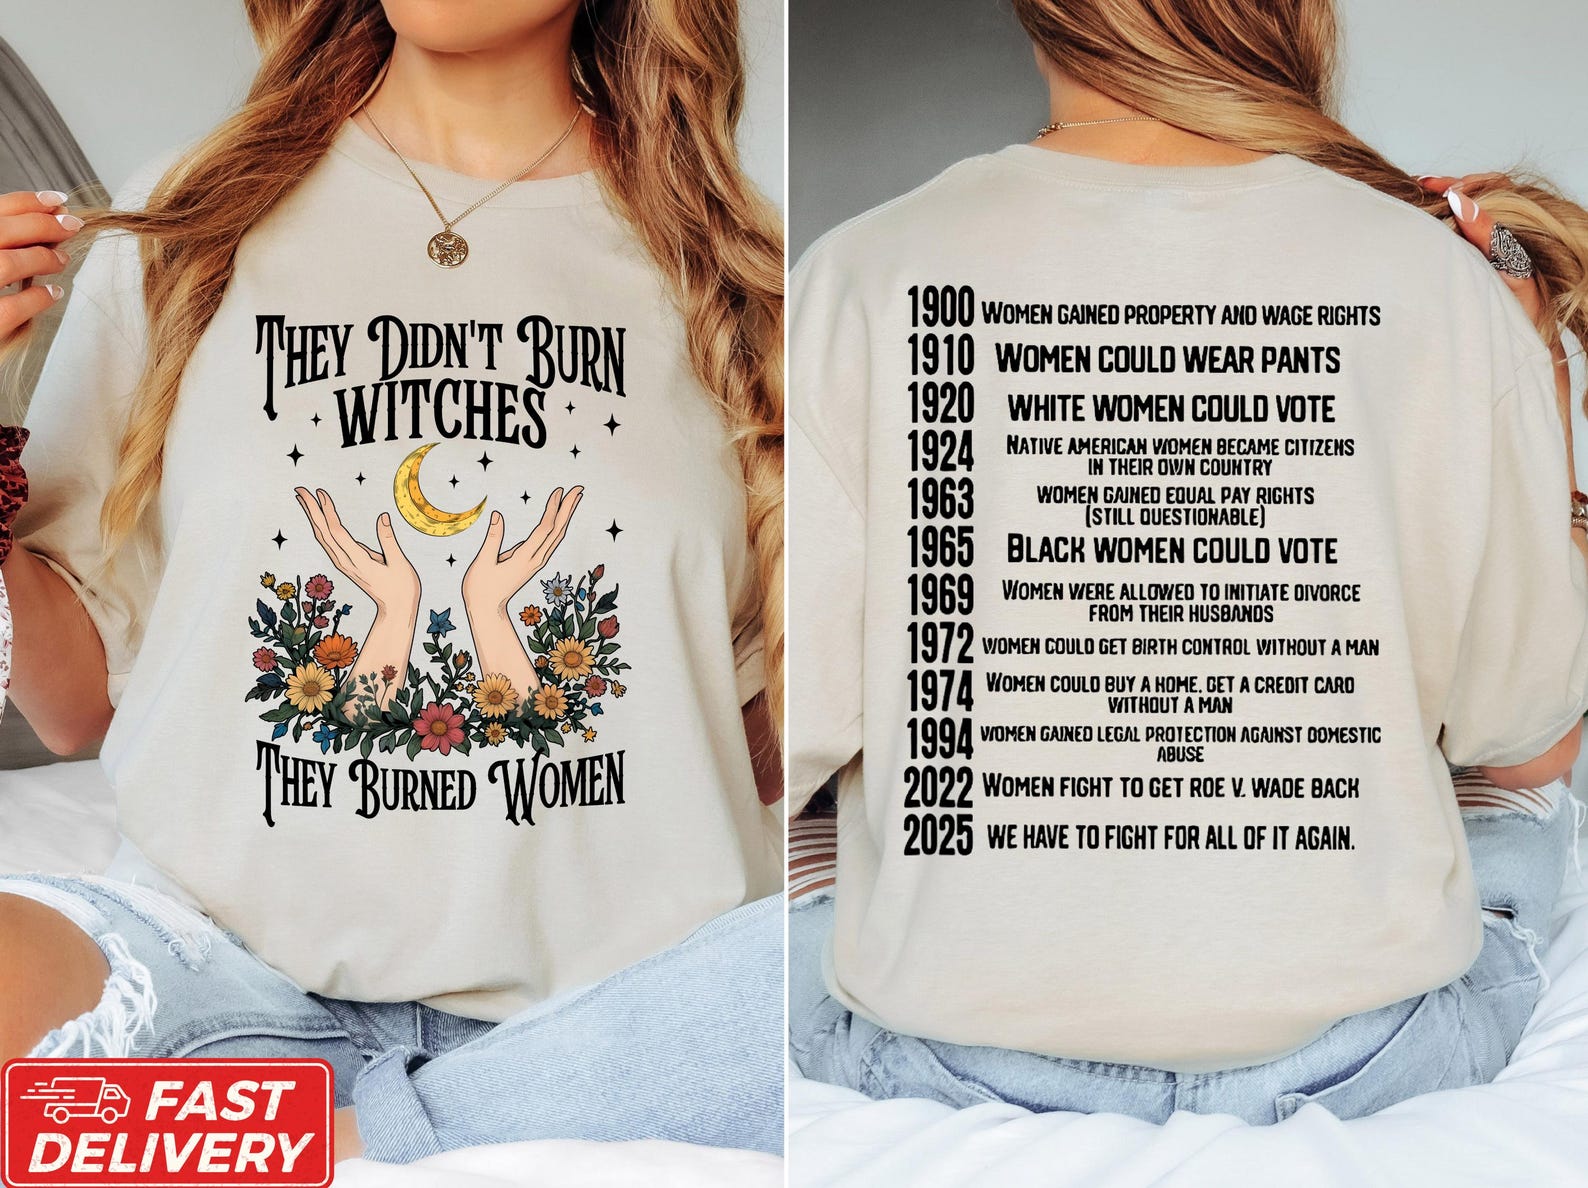 THEY DIDN'T BURN
WITCHES
THEY BURNED WOMEN
FAST
DELIVERY
1900 WOMEN GAINED PROPERTY AND WAGE RIGHTS
1910 WOMEN COULD WEAR PANTS
1920 WHITE WOMEN COULD VOTE
1924 NATIVE AMERICAN WOMEN BECAME CITIZENS
IN THEIR OWN COUNTRY
1963 WOMEN GAINED EQUAL PAY RIGHTS
(STILL QUESTIONABLE)
1965 BLACK WOMEN COULD VOTE
1969 WOMEN WERE ALLOWED TO INITIATE DIVORCE
FROM THEIR HUSBANDS
1972 WOMEN COULD GET BIRTH CONTROL WITHOUT A MAN
1974 WOMEN COULD BUY A HOME, GET A CREDIT CARD
WITHOUT A MAN
1994 WOMEN GAINED LEGAL PROTECTION AGAINST DOMESTIC
ABUSE
2022 WOMEN FIGHT TO GET ROE V. WADE BACK
2025 WE HAVE TO FIGHT FOR ALL OF IT AGAIN.